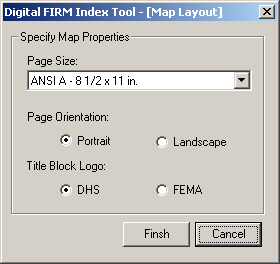 Digital FIRM Index Tool - [Map Layout]
Specify Map Properties
Page Size:
ANSI A - 8 1/2 x 11 in.
Page Orientation:
Portrait Landscape
Title Block Logo:
DHS FEMA
Finsh Cancel